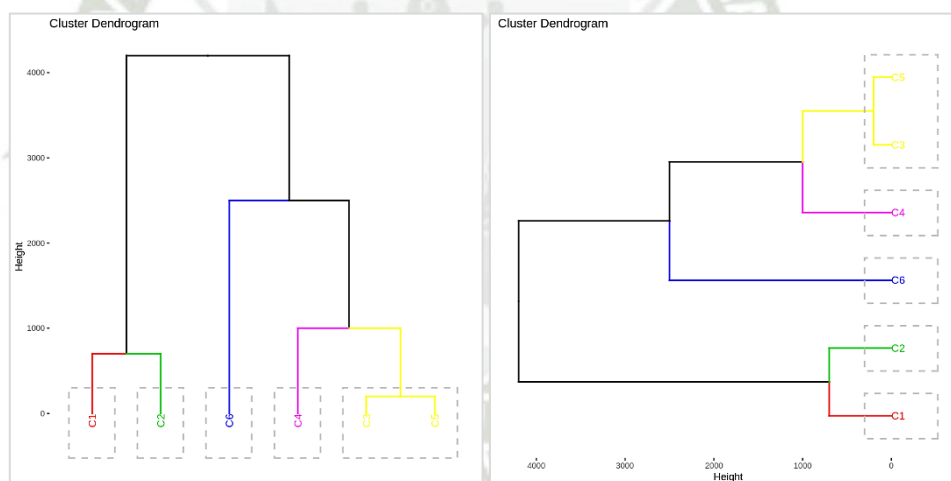 Cluster Dendrogram
4000
3000
2000
1000
0
Height
C1 C2 C6 C4 C3 C5
Cluster Dendrogram
C5
C3
C4
C6
C2
C1
4000 3000 2000 1000 0
Height